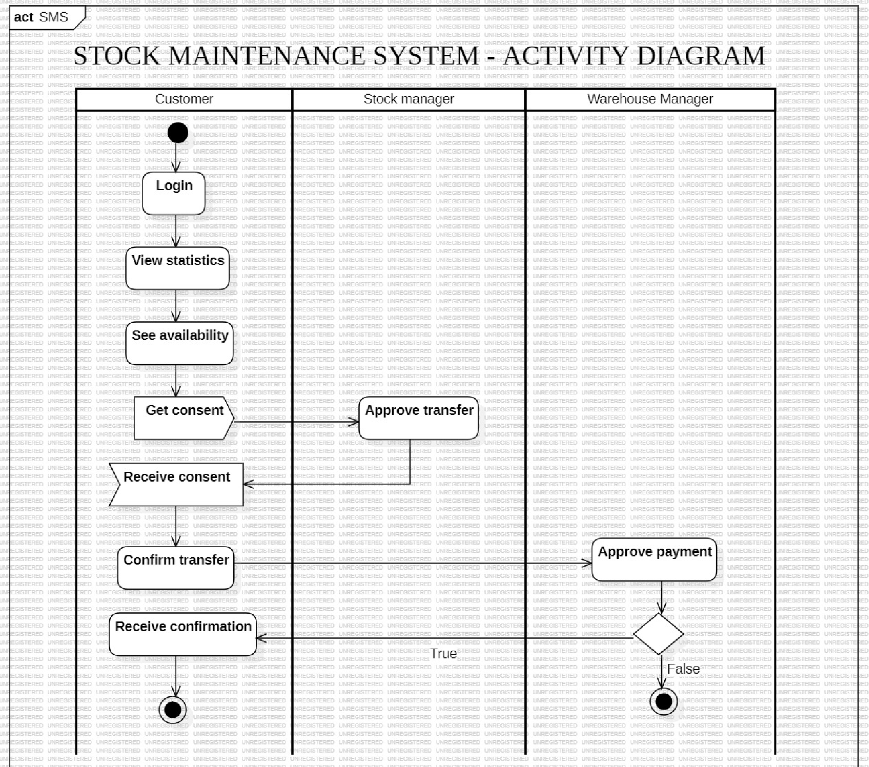 act SMS
STOCK MAINTENANCE SYSTEM - ACTIVITY DIAGRAM
Customer
Stock manager
Warehouse Manager
Login
View statistics
See availability
Get consent
Approve transfer
Receive consent
Confirm transfer
Approve payment
Receive confirmation
True
False
UNREGISTERED